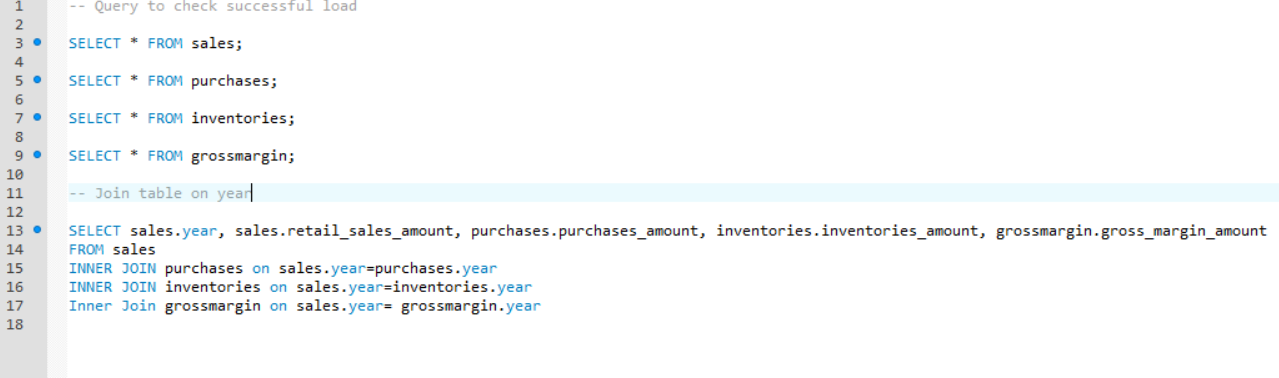 1 -- Query to check successful load
2
3 SELECT * FROM sales;
4
5 SELECT * FROM purchases;
6
7 SELECT * FROM inventories;
8
9 SELECT * FROM grossmargin;
10
11 -- Join table on year
12
13 SELECT sales.year, sales.retail_sales_amount, purchases.purchases_amount, inventories.inventories_amount, grossmargin.gross_margin_amount
14 FROM sales
15 INNER JOIN purchases on sales.year=purchases.year
16 INNER JOIN inventories on sales.year=inventories.year
17 Inner Join grossmargin on sales.year= grossmargin.year
18